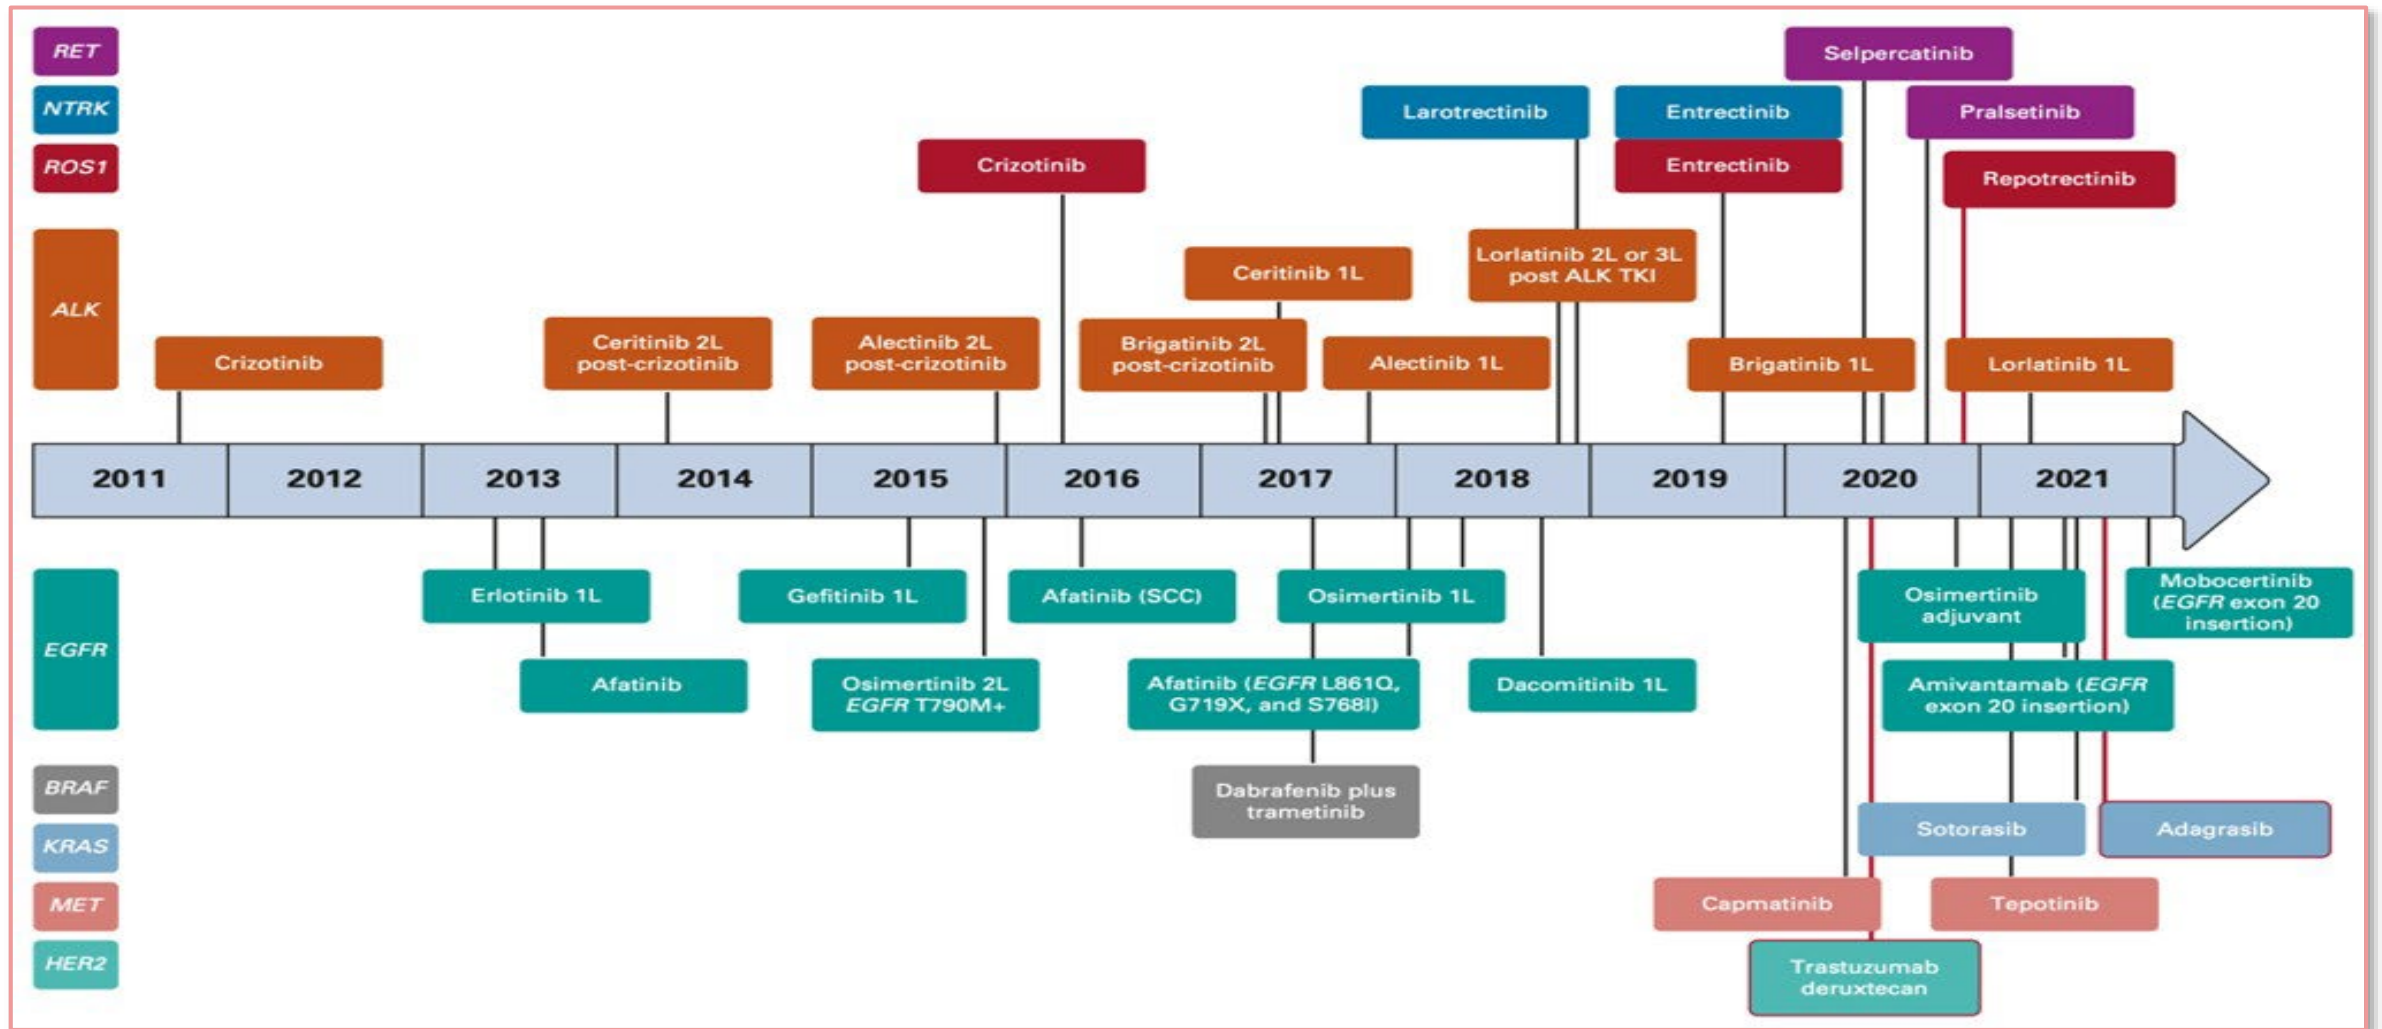 RET
Selpercatinib
NTRK
Larotrectinib
Entrectinib
Pralsetinib
ROS1
Crizotinib
Entrectinib
Repotrectinib
ALK
Crizotinib
Ceritinib 2L
post-crizotinib
Alectinib 2L
post-crizotinib
Brigatinib 2L
post-crizotinib
Ceritinib 1L
Alectinib 1L
Lorlatinib 2L or 3L
post ALK TKI
Brigatinib 1L
Lorlatinib 1L
2011
2012
2013
2014
2015
2016
2017
2018
2019
2020
2021
EGFR
Erlotinib 1L
Afatinib
Gefitinib 1L
Osimertinib 2L
EGFR T790M+
Afatinib (SCC)
Afatinib (EGFR L861Q,
G719X, and S768I)
Osimertinib 1L
Dacomitinib 1L
Osimertinib
adjuvant
Amivantamab (EGFR
exon 20 insertion)
Mobocertinib
(EGFR exon 20
insertion)
BRAF
Dabrafenib plus
trametinib
KRAS
Sotorasib
Adagrasib
MET
Capmatinib
Tepotinib
HER2
Trastuzumab
deruxtecan